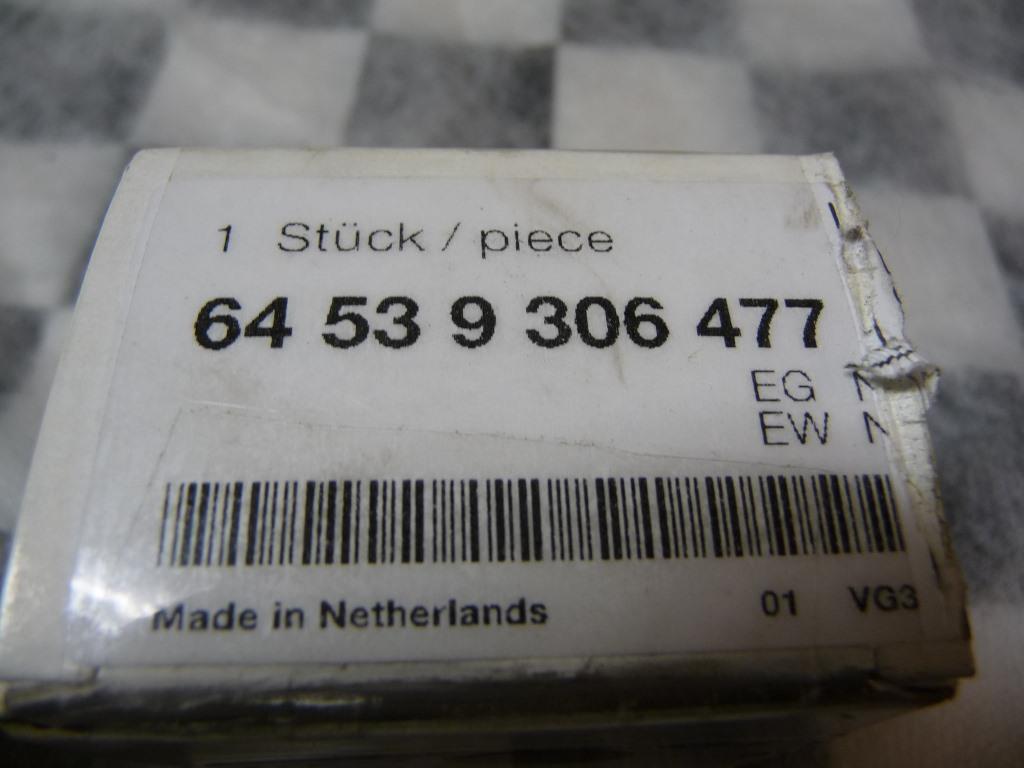 1 Stück / piece
64 53 9 306 477
EG
EW
Made in Netherlands 01 VG3